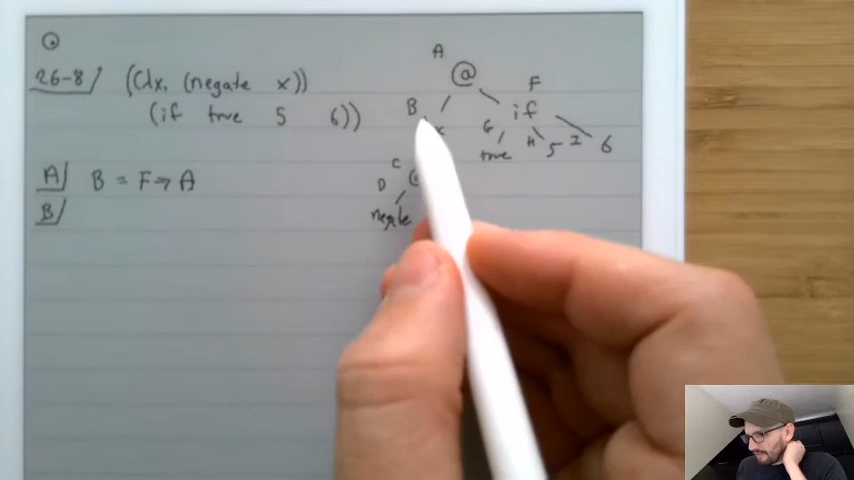 26-8/ ((λx. (negate x))
(if true 5 6))
A/ B = F → A
B/
A
@
B F
if
G H I
true 5 6
x
C
D
negate